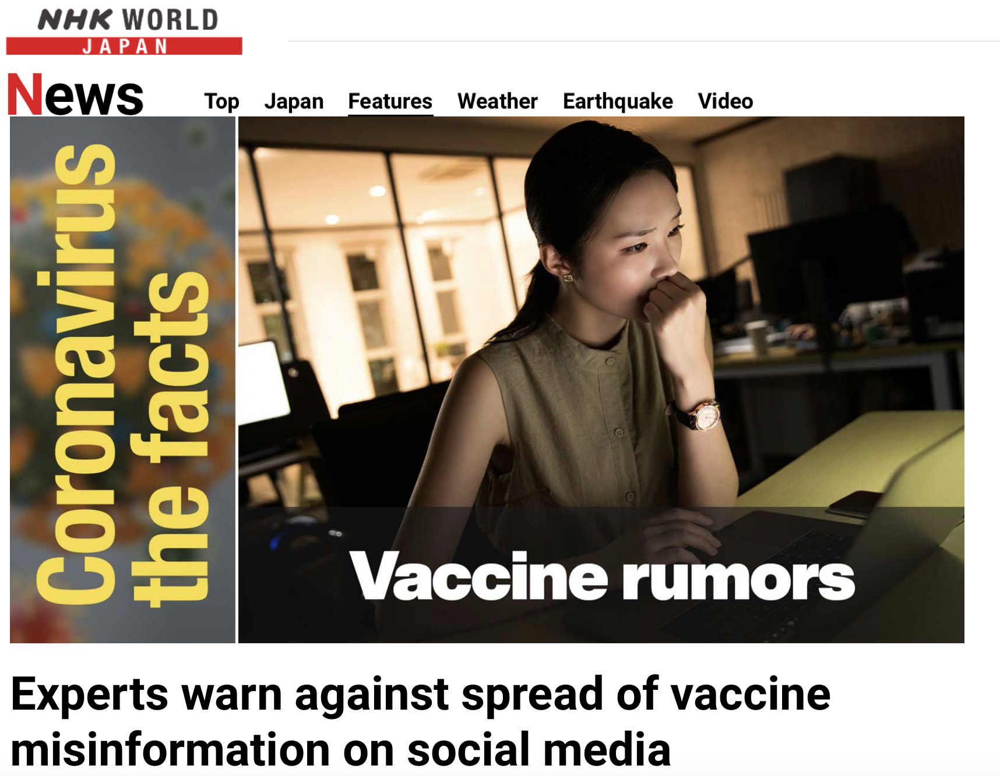 NHK WORLD
JAPAN
News
Top Japan Features Weather Earthquake Video
Coronavirus
the facts
Vaccine rumors
Experts warn against spread of vaccine
misinformation on social media